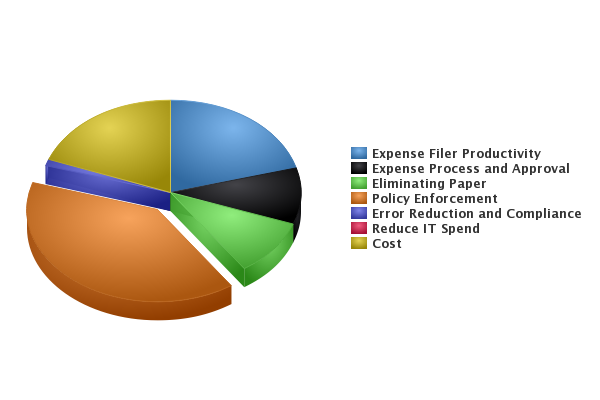 Expense Filer Productivity
Expense Process and Approval
Eliminating Paper
Policy Enforcement
Error Reduction and Compliance
Reduce IT Spend
Cost